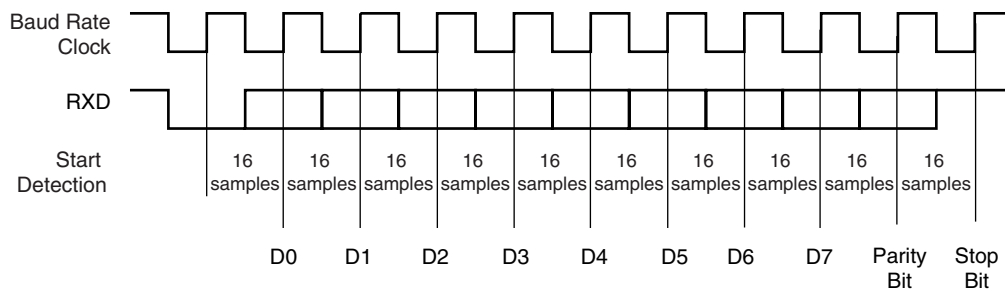 Baud Rate
Clock
RXD
Start
Detection
16 16 16 16 16 16 16 16 16 16
samples samples samples samples samples samples samples samples samples samples
D0 D1 D2 D3 D4 D5 D6 D7 Parity Stop
Bit Bit